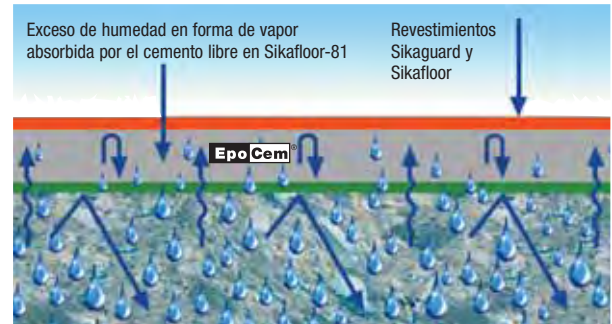 Exceso de humedad en forma de vapor
absorbida por el cemento libre en Sikafloor-81
Revestimientos
Sikaguard y
Sikafloor
EpoCem®